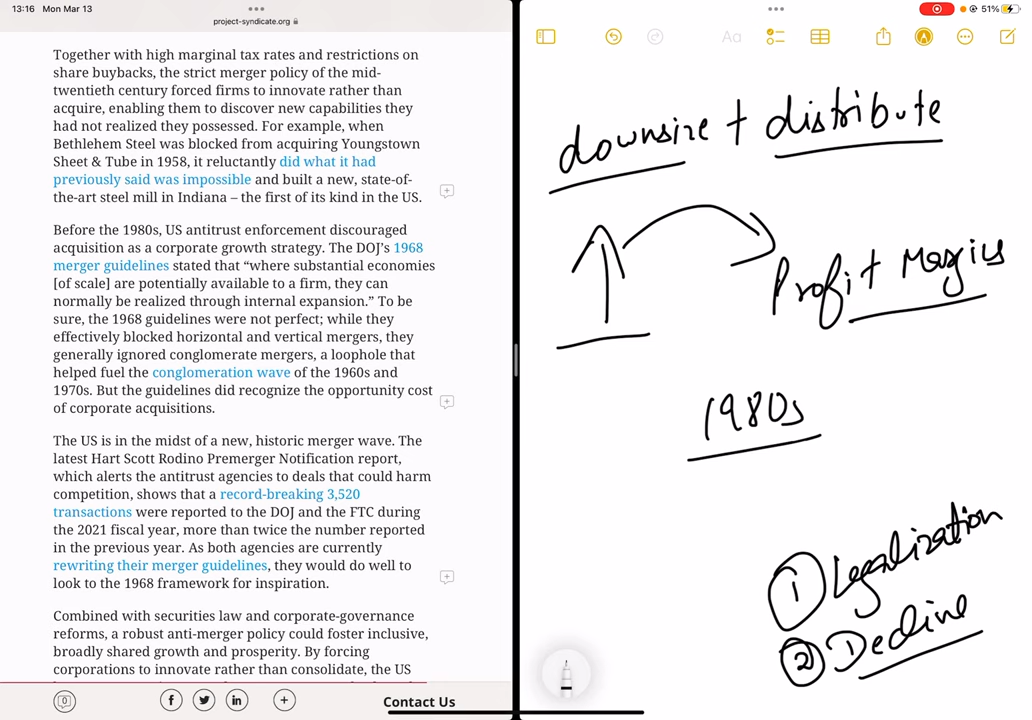 13:16 Mon Mar 13
project-syndicate.org
51%
Together with high marginal tax rates and restrictions on
share buybacks, the strict merger policy of the mid-
twentieth century forced firms to innovate rather than
acquire, enabling them to discover new capabilities they
had not realized they possessed. For example, when
Bethlehem Steel was blocked from acquiring Youngstown
Sheet & Tube in 1958, it reluctantly did what it had
previously said was impossible and built a new, state-of-
the-art steel mill in Indiana – the first of its kind in the US.
Before the 1980s, US antitrust enforcement discouraged
acquisition as a corporate growth strategy. The DOJ’s 1968
merger guidelines stated that “where substantial economies
[of scale] are potentially available to a firm, they can
normally be realized through internal expansion.” To be
sure, the 1968 guidelines were not perfect; while they
effectively blocked horizontal and vertical mergers, they
generally ignored conglomerate mergers, a loophole that
helped fuel the conglomeration wave of the 1960s and
1970s. But the guidelines did recognize the opportunity cost
of corporate acquisitions.
The US is in the midst of a new, historic merger wave. The
latest Hart Scott Rodino Premerger Notification report,
which alerts the antitrust agencies to deals that could harm
competition, shows that a record-breaking 3,520
transactions were reported to the DOJ and the FTC during
the 2021 fiscal year, more than twice the number reported
in the previous year. As both agencies are currently
rewriting their merger guidelines, they would do well to
look to the 1968 framework for inspiration.
Combined with securities law and corporate-governance
reforms, a robust anti-merger policy could foster inclusive,
broadly shared growth and prosperity. By forcing
corporations to innovate rather than consolidate, the US
0
Contact Us
Aa
downsize + distribute
Profit Margins
1980s
1 Legalization
2 Decline